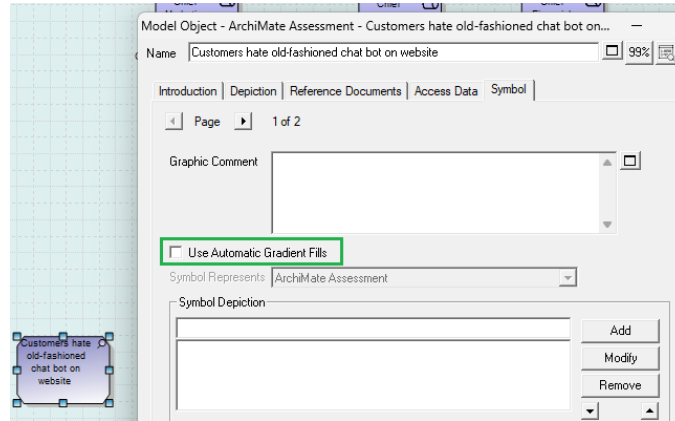 Chief
Chief
Model Object - ArchiMate Assessment - Customers hate old-fashioned chat bot on...
Name
Customers hate old-fashioned chat bot on website
99%
Introduction
Depiction
Reference Documents
Access Data
Symbol
Page
1 of 2
Graphic Comment
Use Automatic Gradient Fills
Symbol Represents
ArchiMate Assessment
Symbol Depiction
Add
Modify
Remove
Customers hate
old-fashioned
chat bot on
website